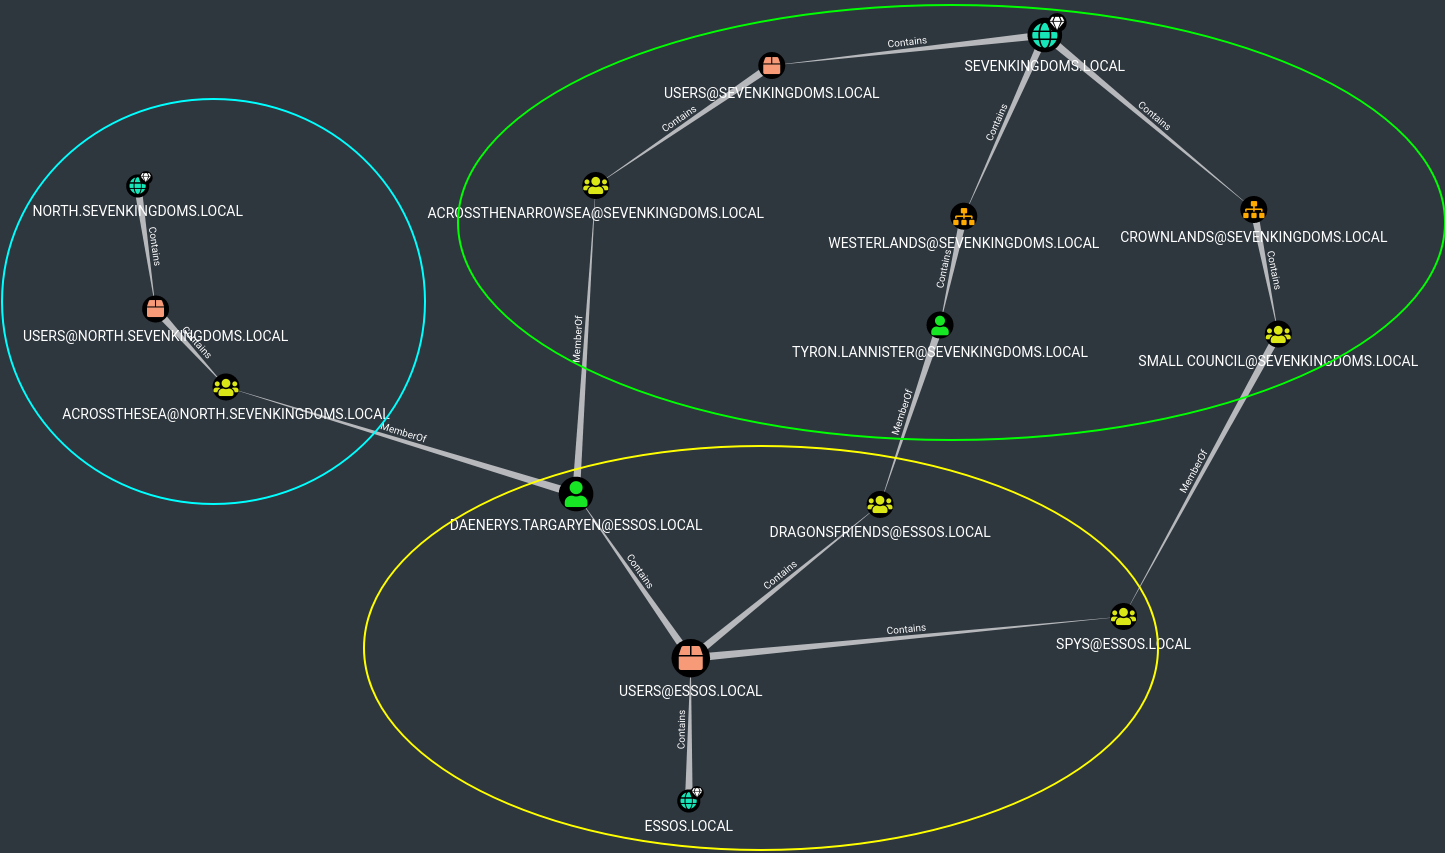 Contains
SEVENKINGDOMS.LOCAL
USERS@SEVENKINGDOMS.LOCAL
Contains
Contains
Contains
NORTH.SEVENKINGDOMS.LOCAL
ACROSSTHENARROWSEA@SEVENKINGDOMS.LOCAL
WESTERLANDS@SEVENKINGDOMS.LOCAL
CROWNLANDS@SEVENKINGDOMS.LOCAL
Contains
Contains
Contains
USERS@NORTH.SEVENKINGDOMS.LOCAL
Contains
MemberOf
TYRON.LANNISTER@SEVENKINGDOMS.LOCAL
SMALL COUNCIL@SEVENKINGDOMS.LOCAL
ACROSSTHESEA@NORTH.SEVENKINGDOMS.LOCAL
MemberOf
MemberOf
MemberOf
DAENERYS.TARGARYEN@ESSOS.LOCAL
DRAGONSFRIENDS@ESSOS.LOCAL
Contains
Contains
Contains
SPYS@ESSOS.LOCAL
USERS@ESSOS.LOCAL
Contains
ESSOS.LOCAL